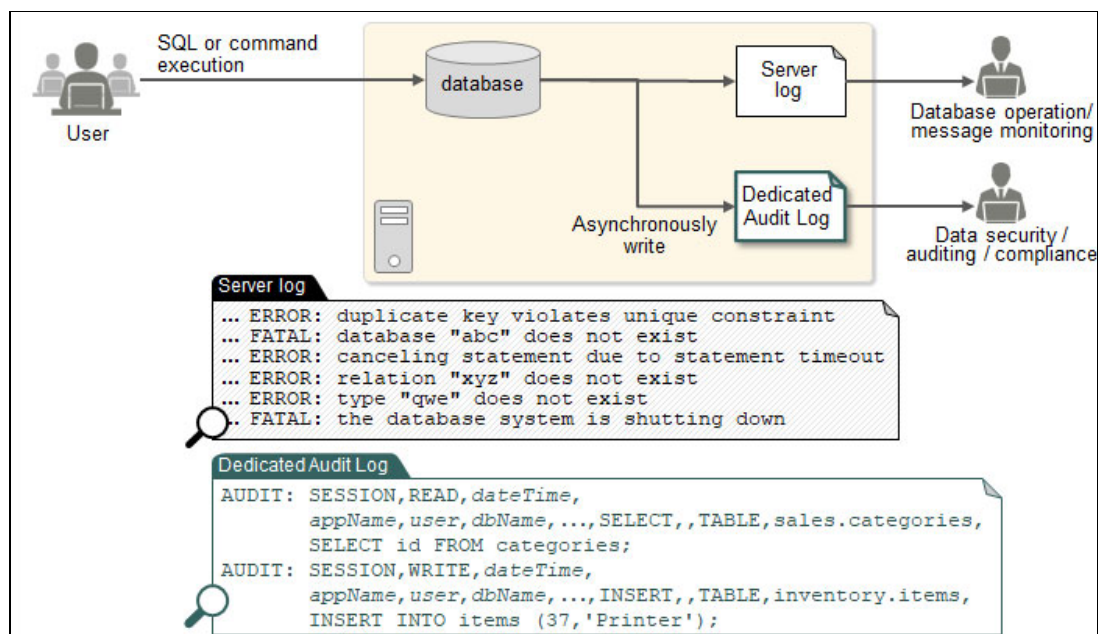 SQL or command
execution
User
database
Server
log
Database operation/
message monitoring
Asynchronously
write
Dedicated
Audit Log
Data security /
auditing / compliance
Server log
... ERROR: duplicate key violates unique constraint
... FATAL: database "abc" does not exist
... ERROR: canceling statement due to statement timeout
... ERROR: relation "xyz" does not exist
... ERROR: type "qwe" does not exist
... FATAL: the database system is shutting down
Dedicated Audit Log
AUDIT: SESSION,READ,dateTime,
appName,user,dbName,...,SELECT,,TABLE,sales.categories,
SELECT id FROM categories;
AUDIT: SESSION,WRITE,dateTime,
appName,user,dbName,...,INSERT,,TABLE,inventory.items,
INSERT INTO items (37,'Printer');